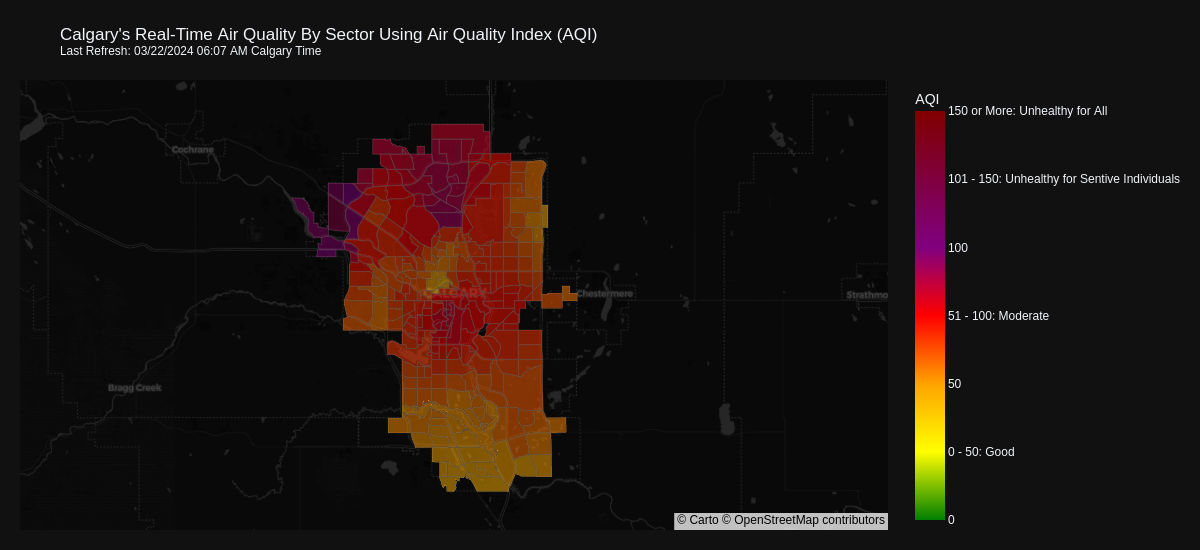 Calgary's Real-Time Air Quality By Sector Using Air Quality Index (AQI)
Last Refresh: 03/22/2024 06:07 AM Calgary Time
AQI
150 or More: Unhealthy for All
Cochrane
101 - 150: Unhealthy for Sentive Individuals
100
CALGARY
Chestermere
Strathmo
51 - 100: Moderate
50
Bragg Creek
0 - 50: Good
0
© Carto © OpenStreetMap contributors